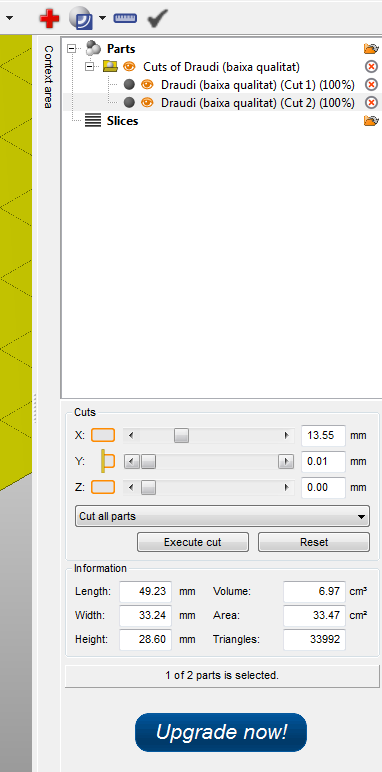 Context area
Parts
Cuts of Draudi (baixa qualitat)
Draudi (baixa qualitat) (Cut 1) (100%)
Draudi (baixa qualitat) (Cut 2) (100%)
Slices
Cuts
X: 13.55 mm
Y: 0.01 mm
Z: 0.00 mm
Cut all parts
Execute cut Reset
Information
Length: 49.23 mm Volume: 6.97 cm³
Width: 33.24 mm Area: 33.47 cm²
Height: 28.60 mm Triangles: 33992
1 of 2 parts is selected.
Upgrade now!